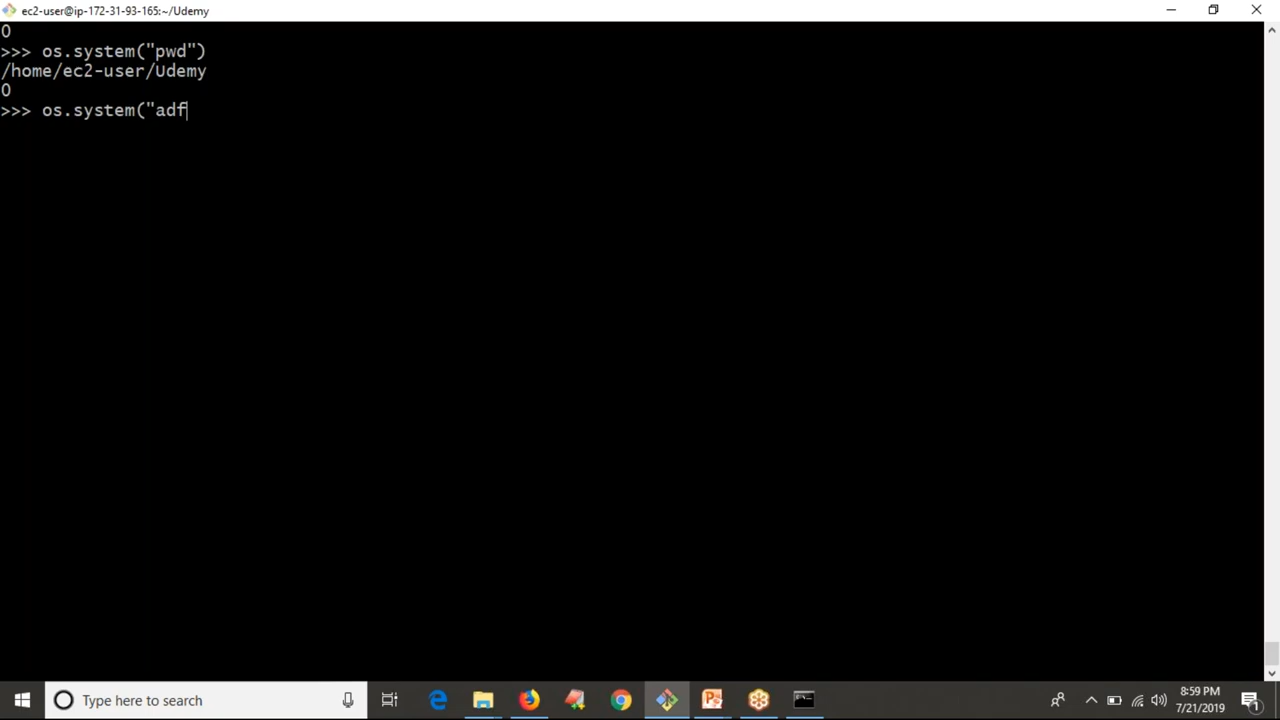 ec2-user@ip-172-31-93-165:~/Udemy
0
>>> os.system("pwd")
/home/ec2-user/Udemy
0
>>> os.system("adf
Type here to search
8:59 PM
7/21/2019
1